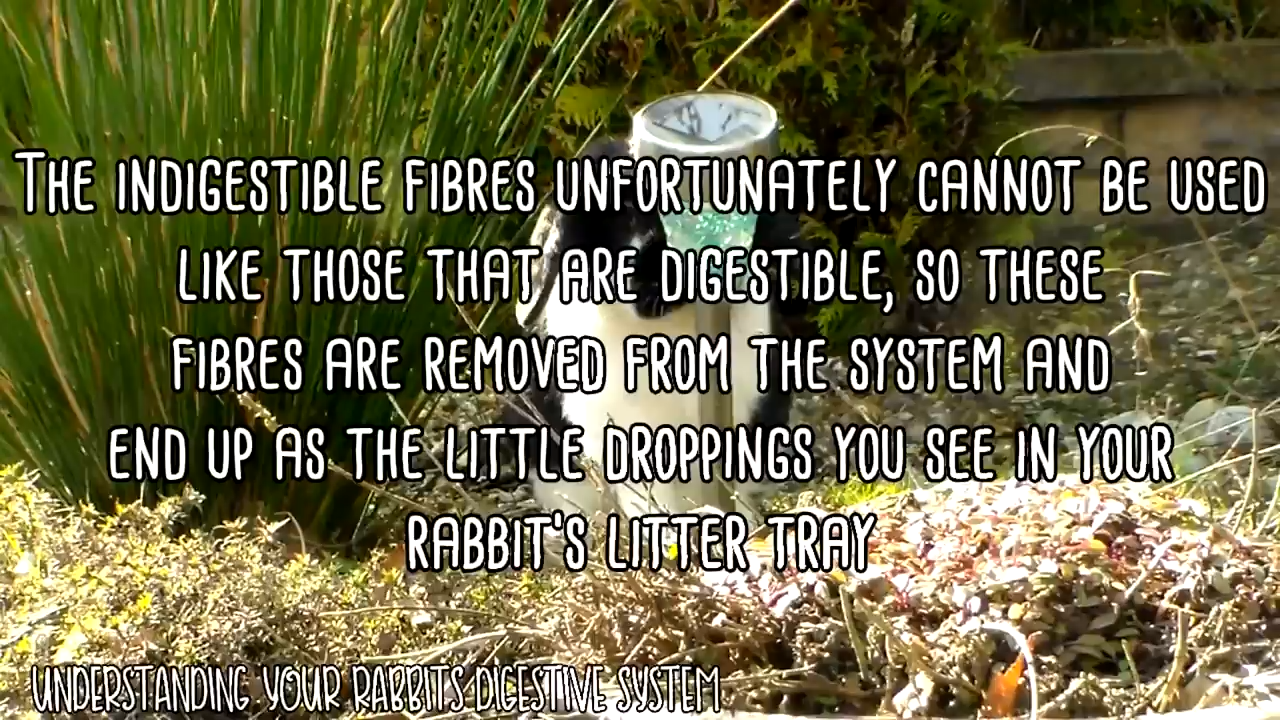 The indigestible fibres unfortunately cannot be used
like those that are digestible, so these
fibres are removed from the system and
end up as the little droppings you see in your
rabbit's litter tray
understanding your rabbits digestive system